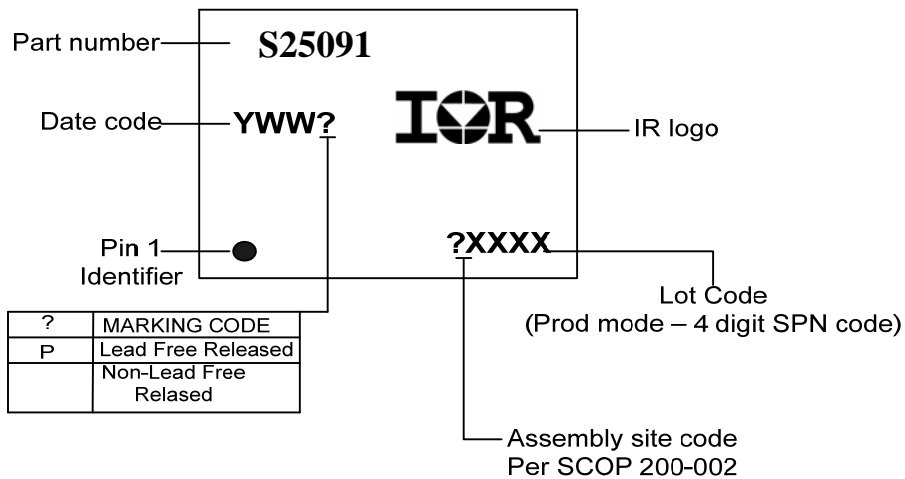 Part number
S25091
Date code
YWW?
IOR
IR logo
Pin 1
Identifier
?XXXX
Lot Code
(Prod mode – 4 digit SPN code)
? MARKING CODE
P Lead Free Released
Non-Lead Free
Relased
Assembly site code
Per SCOP 200-002